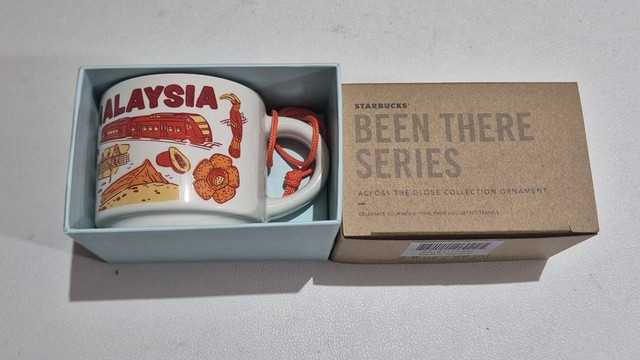 ALAYSIA
STARBUCKS®
BEEN THERE
SERIES
ACROSS THE GLOBE COLLECTION ORNAMENT